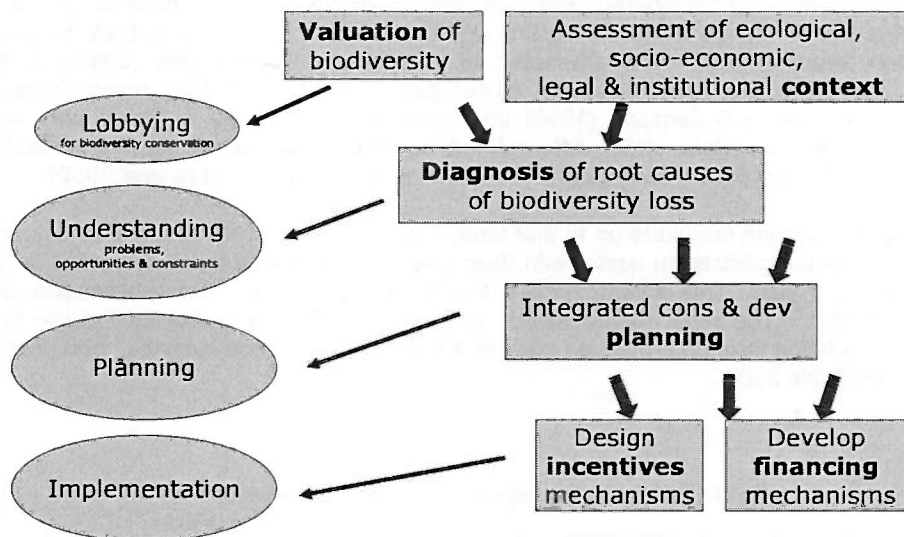 Valuation of
biodiversity
Assessment of ecological,
socio-economic,
legal & institutional context
Lobbying
for biodiversity conservation
Diagnosis of root causes
of biodiversity loss
Understanding
problems,
opportunities & constraints
Integrated cons & dev
planning
Planning
Design
incentives
mechanisms
Develop
financing
mechanisms
Implementation